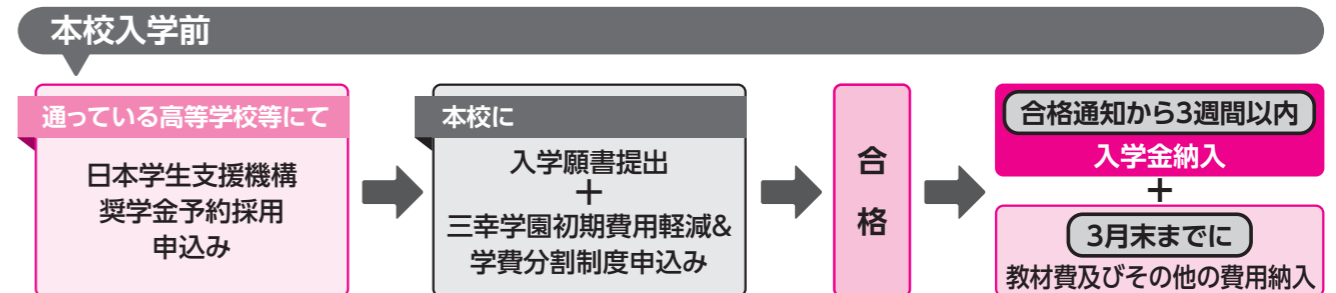 本校入学前
通っている高等学校等にて
日本学生支援機構
奨学金予約採用
申込み
本校に
入学願書提出
+
三幸学園初期費用軽減&
学費分割制度申込み
合
格
合格通知から3週間以内
入学金納入
+
3月末までに
教材費及びその他の費用納入